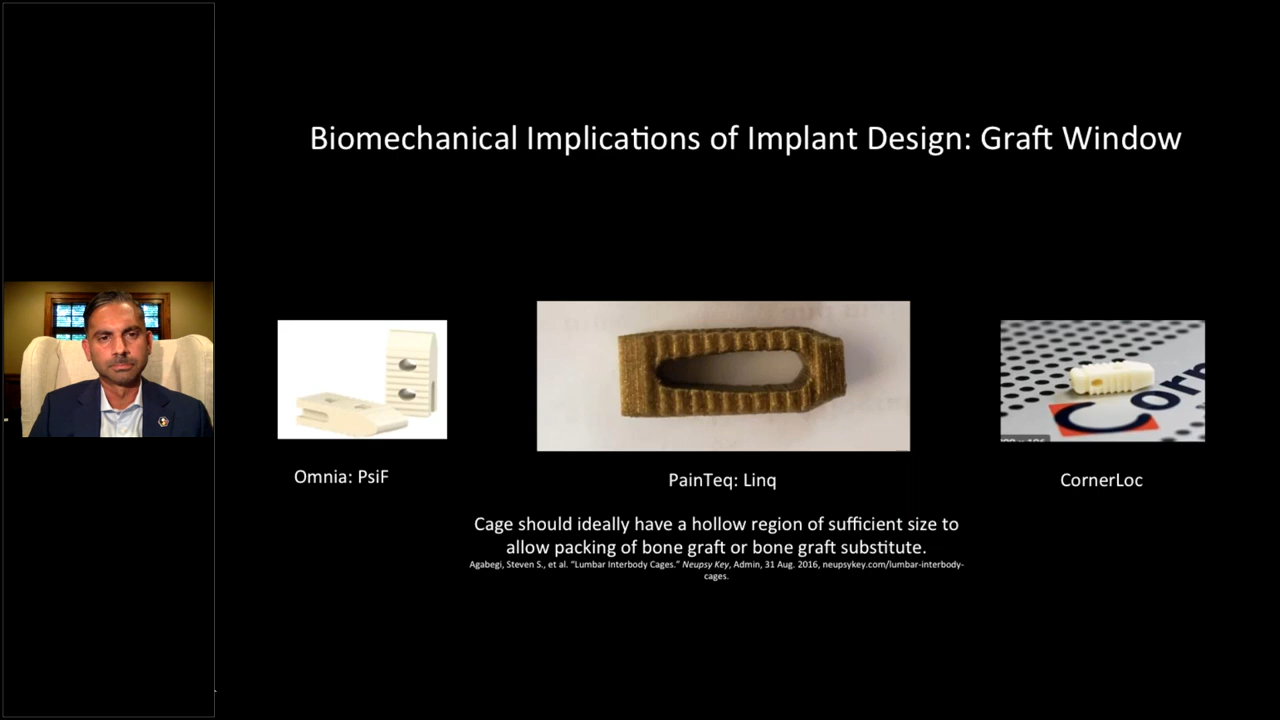 Biomechanical Implications of Implant Design: Graft Window
Omnia: PsiF
PainTeq: Linq
CornerLoc
Cage should ideally have a hollow region of sufficient size to
allow packing of bone graft or bone graft substitute.
Agabegi, Steven S., et al. “Lumbar Interbody Cages.” Neupsy Key, Admin, 31 Aug. 2016, neupsykey.com/lumbar-interbody-
cages.
Corn